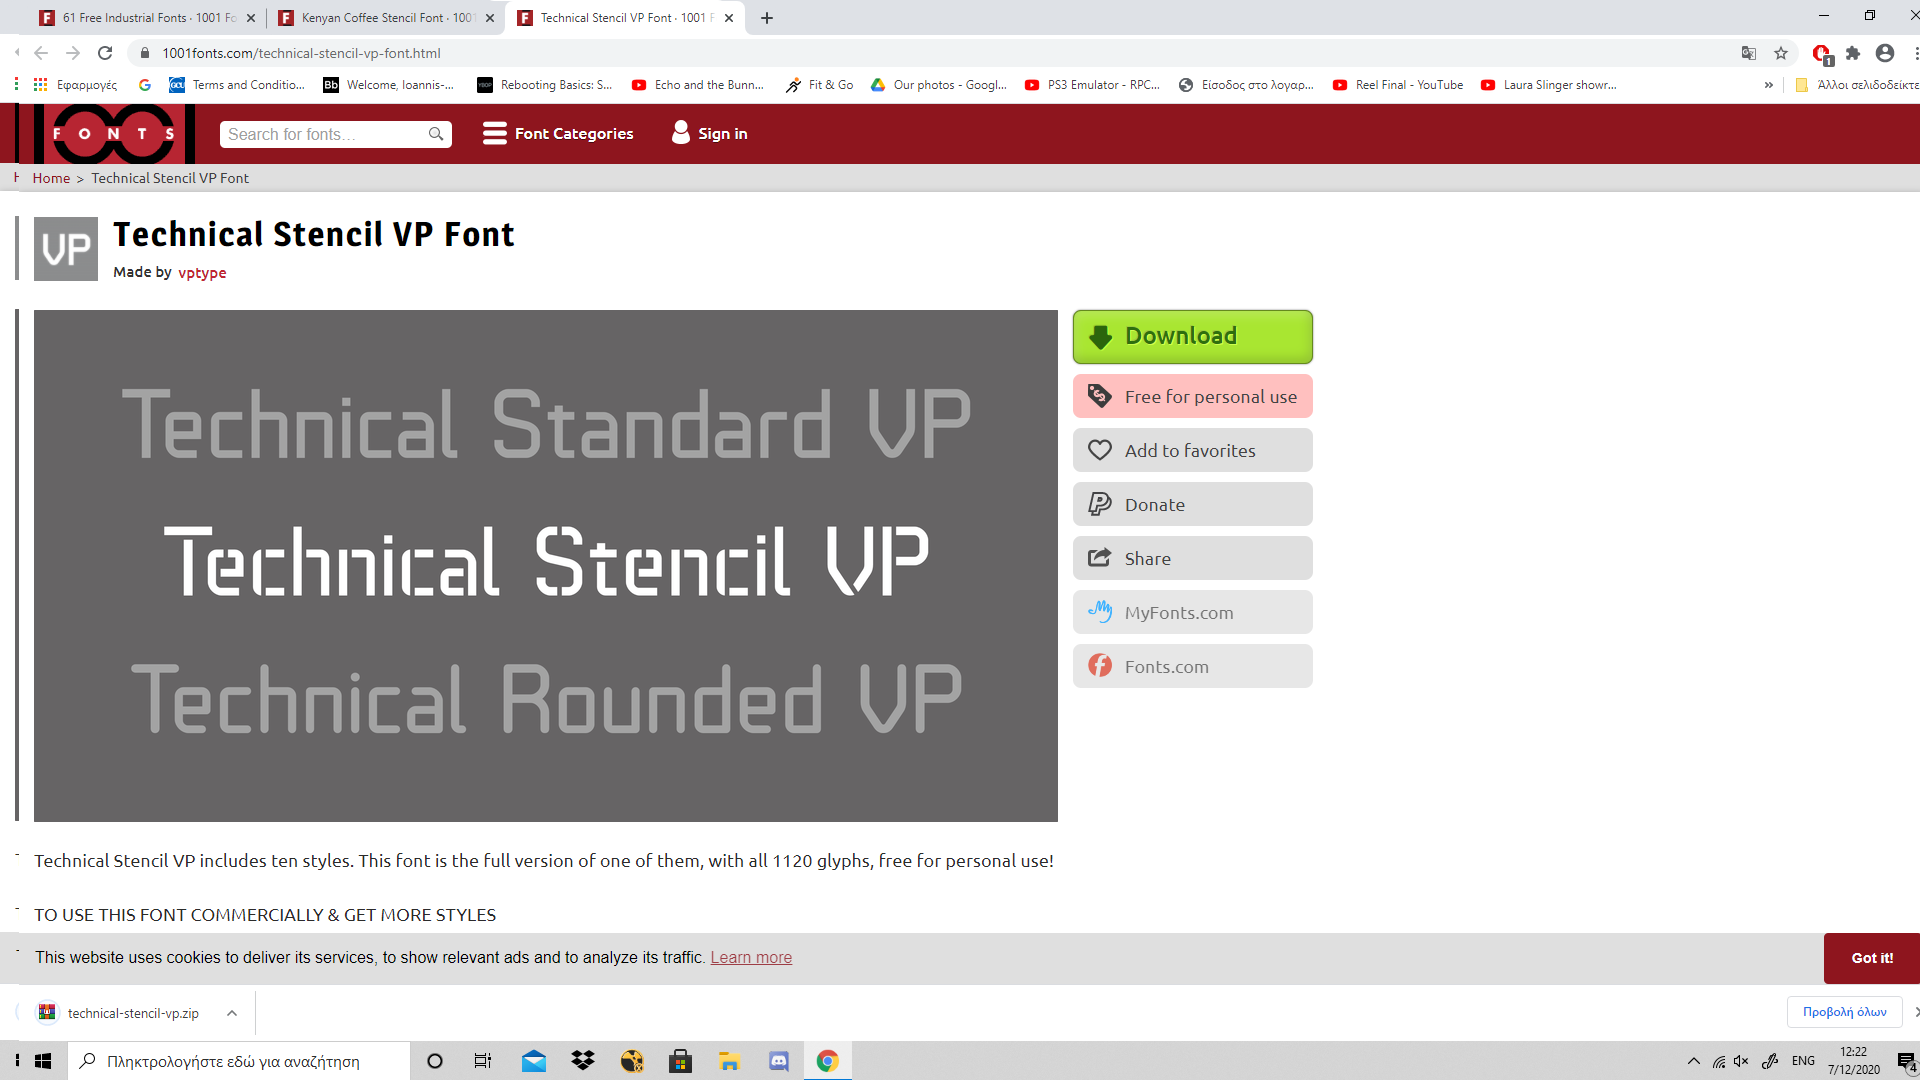 61 Free Industrial Fonts · 1001 Fo
Kenyan Coffee Stencil Font · 1001
Technical Stencil VP Font · 1001 F
1001fonts.com/technical-stencil-vp-font.html
Εφαρμογές
Terms and Conditio...
Welcome, Ioannis-...
Rebooting Basics: S...
Echo and the Bunn...
Fit & Go
Our photos - Googl...
PS3 Emulator - RPC...
Είσοδος στο λογαρ...
Reel Final - YouTube
Laura Slinger showr...
»
Άλλοι σελιδοδείκτε
1001 FONTS
Search for fonts...
Font Categories
Sign in
Home > Technical Stencil VP Font
VP
Technical Stencil VP Font
Made by vptype
Technical Standard VP
Technical Stencil VP
Technical Rounded VP
Download
Free for personal use
Add to favorites
Donate
Share
MyFonts.com
Fonts.com
Technical Stencil VP includes ten styles. This font is the full version of one of them, with all 1120 glyphs, free for personal use!
TO USE THIS FONT COMMERCIALLY & GET MORE STYLES
This website uses cookies to deliver its services, to show relevant ads and to analyze its traffic. Learn more
Got it!
technical-stencil-vp.zip
Προβολή όλων
Πληκτρολογήστε εδώ για αναζήτηση
ENG
12:22
7/12/2020
4